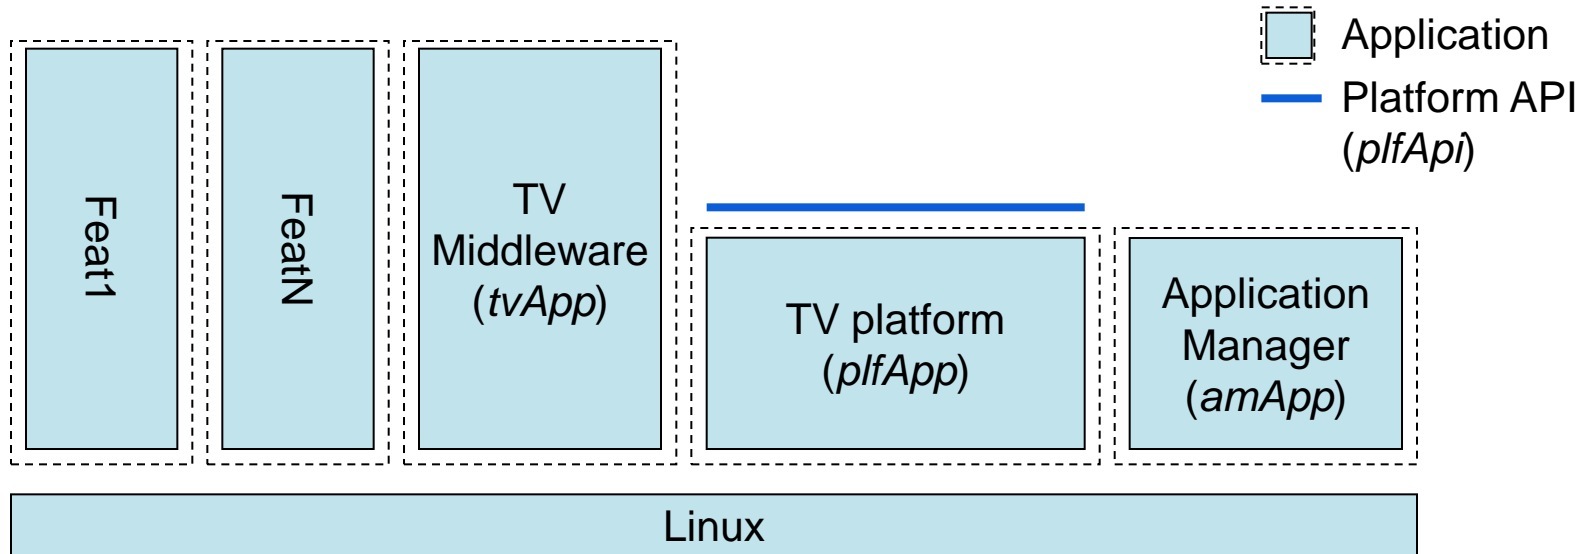 Application
Platform API
(plfApi)
Feat1
FeatN
TV
Middleware
(tvApp)
TV platform
(plfApp)
Application
Manager
(amApp)
Linux